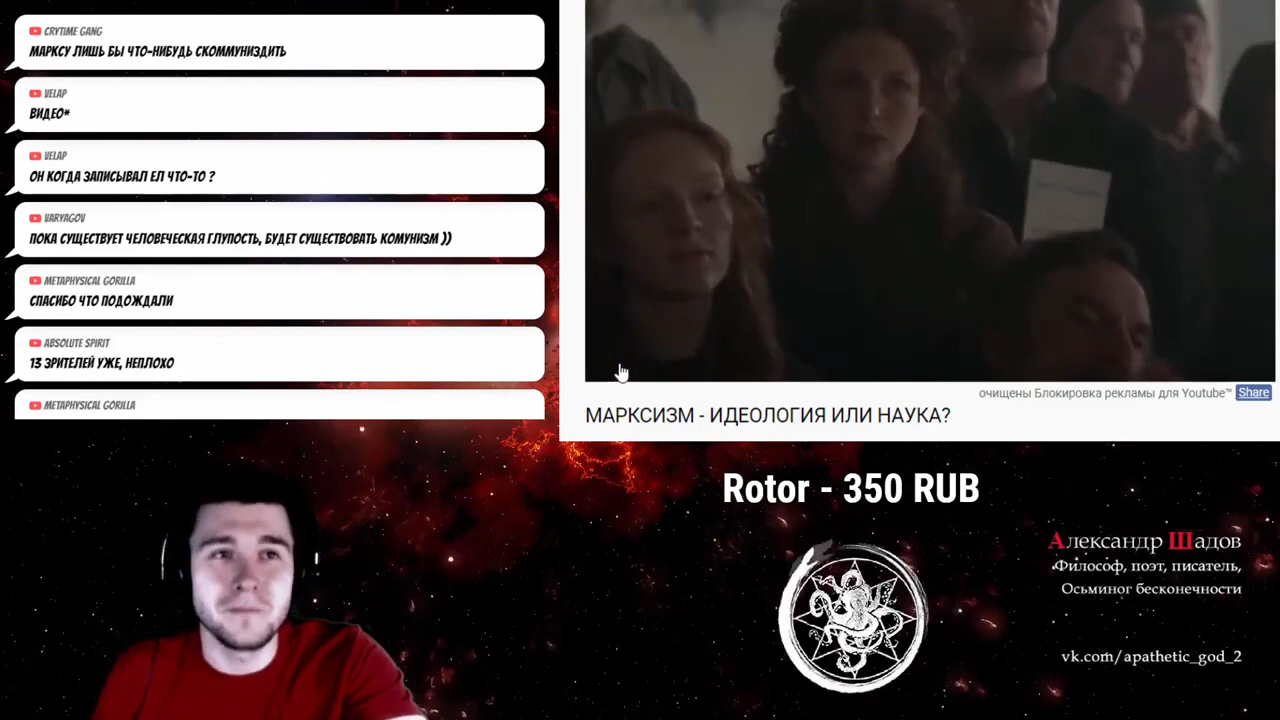 CRYTIME GANG
МАРКСУ ЛИШЬ БЫ ЧТО-НИБУДЬ СКОММУНИЗДИТЬ
VELAP
ВИДЕО*
VELAP
ОН КОГДА ЗАПИСЫВАЛ ЕЛ ЧТО-ТО ?
VARYAGOV
ПОКА СУЩЕСТВУЕТ ЧЕЛОВЕЧЕСКАЯ ГЛУПОСТЬ, БУДЕТ СУЩЕСТВОВАТЬ КОМУНИЗМ ))
METAPHYSICAL GORILLA
СПАСИБО ЧТО ПОДОЖДАЛИ
ABSOLUTE SPIRIT
13 ЗРИТЕЛЕЙ УЖЕ, НЕПЛОХО
METAPHYSICAL GORILLA
очищены Блокировка рекламы для Youtube™ Share
МАРКСИЗМ - ИДЕОЛОГИЯ ИЛИ НАУКА?
Rotor - 350 RUB
Александр Шадов
Философ, поэт, писатель,
Осьминог бесконечности
vk.com/apathetic_god_2